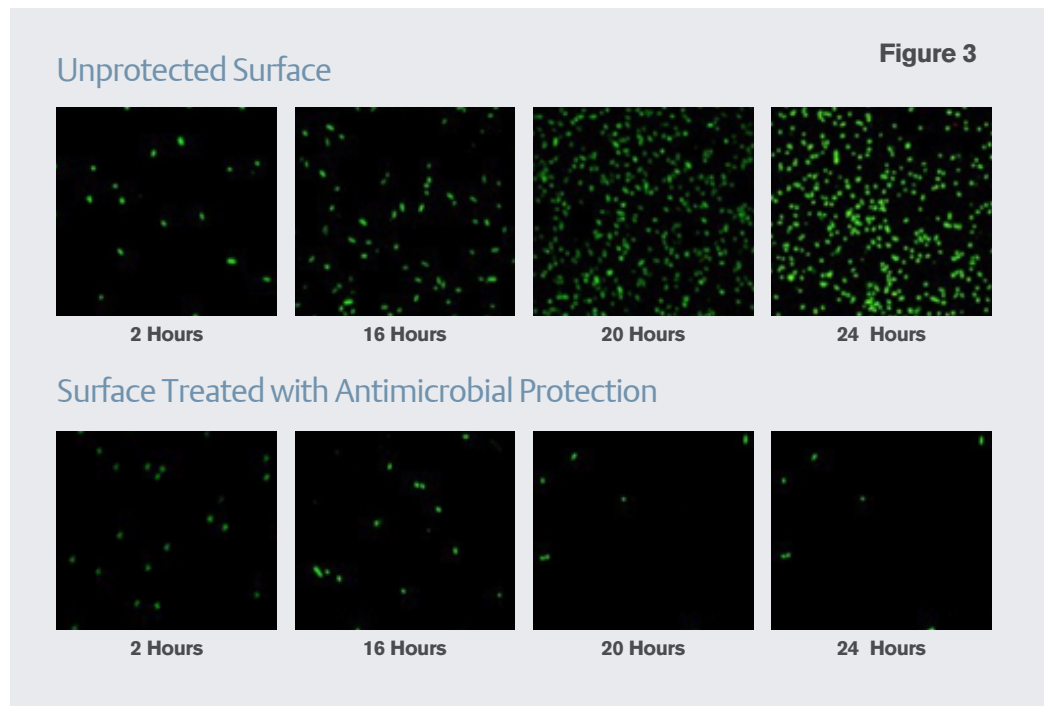 Figure 3
Unprotected Surface
2 Hours
16 Hours
20 Hours
24 Hours
Surface Treated with Antimicrobial Protection
2 Hours
16 Hours
20 Hours
24 Hours